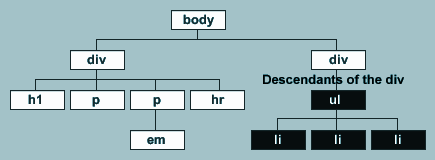 body
div div
Descendants of the div
h1 p p hr ul
em li li li